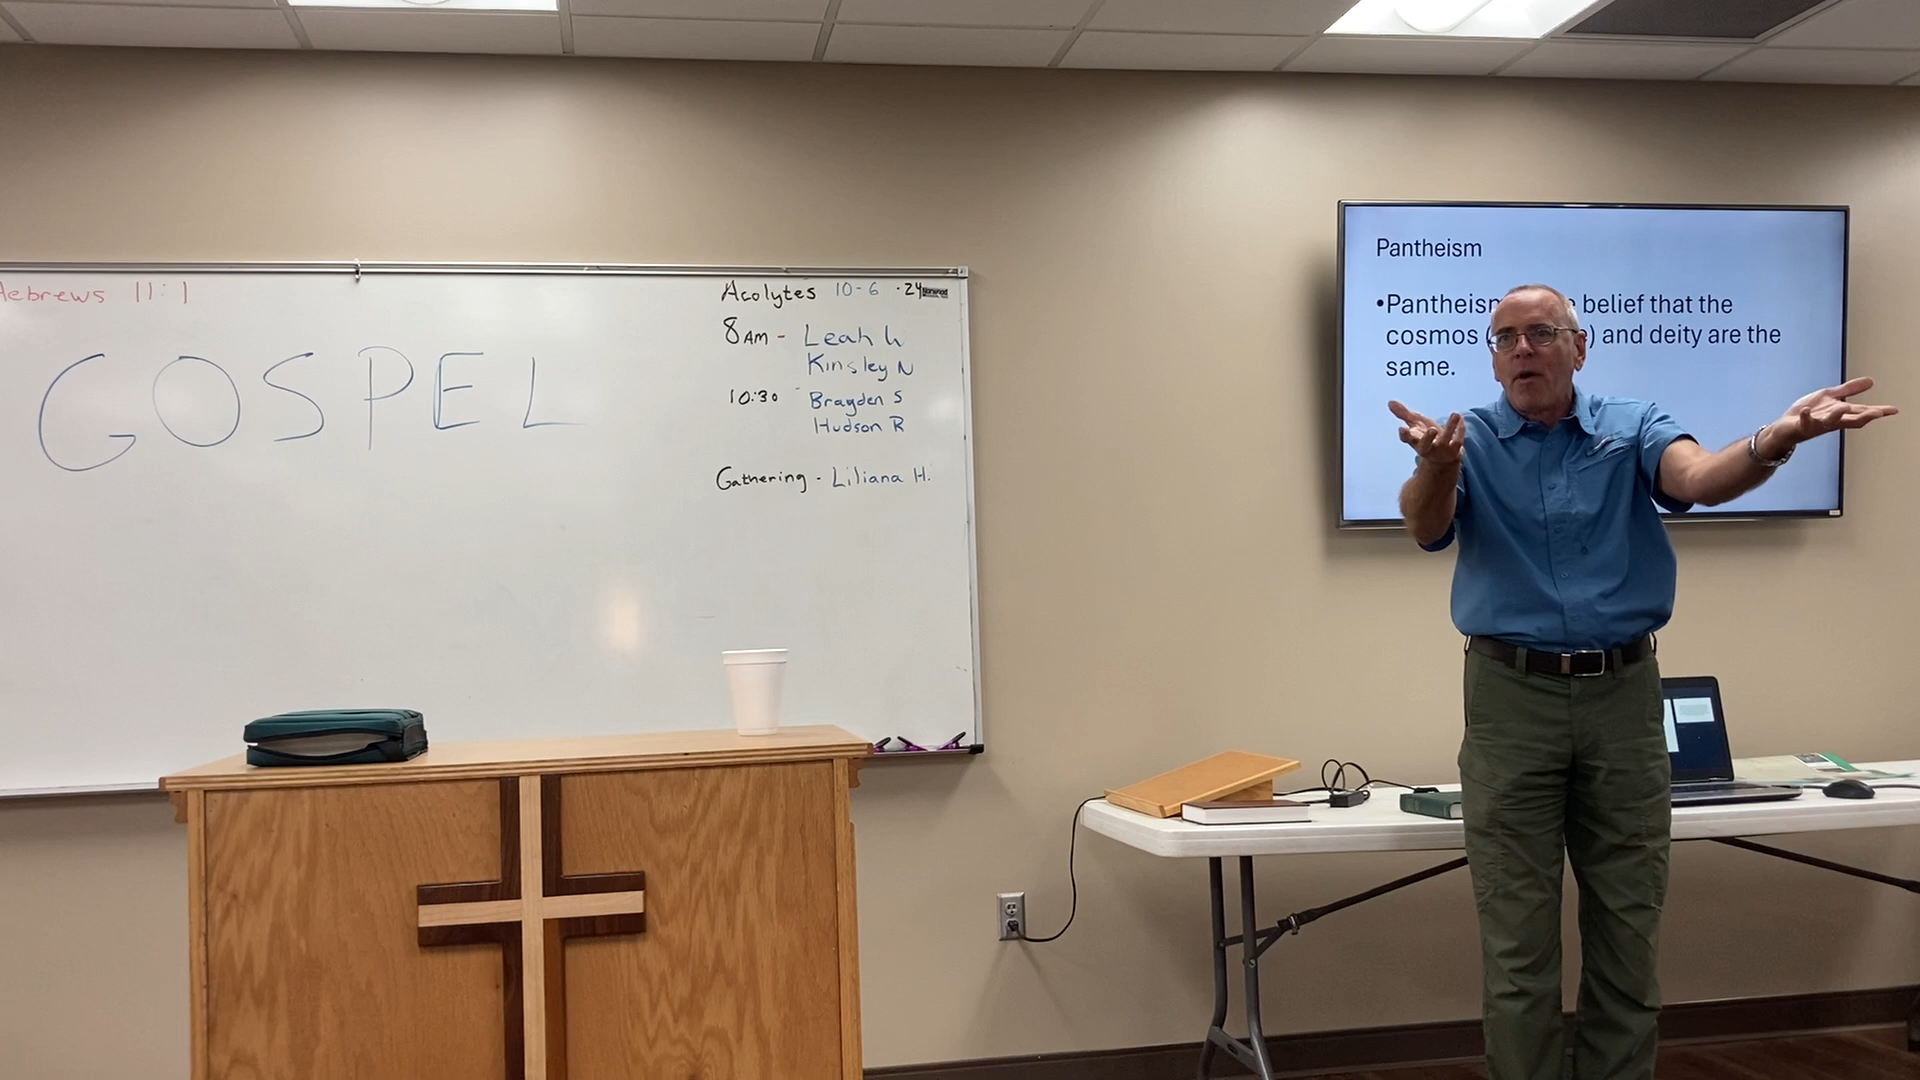 Hebrews 11:1
GOSPEL
Acolytes 10-6 -24
8AM - Leah W
Kinsley N
10:30 Brayden S
Hudson R
Gathering - Liliana H.
Pantheism
•Pantheism belief that the
cosmos ) and deity are the
same.